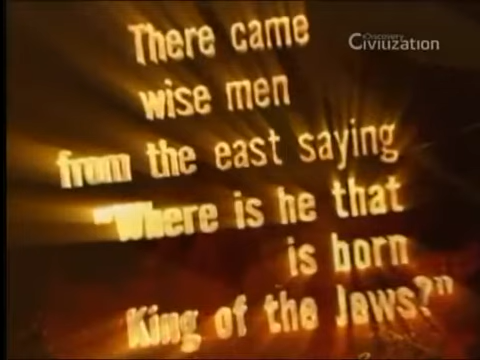 There came
Discovery
Civilization
wise men
from the east saying
"Where is he that
is born
King of the Jews?"